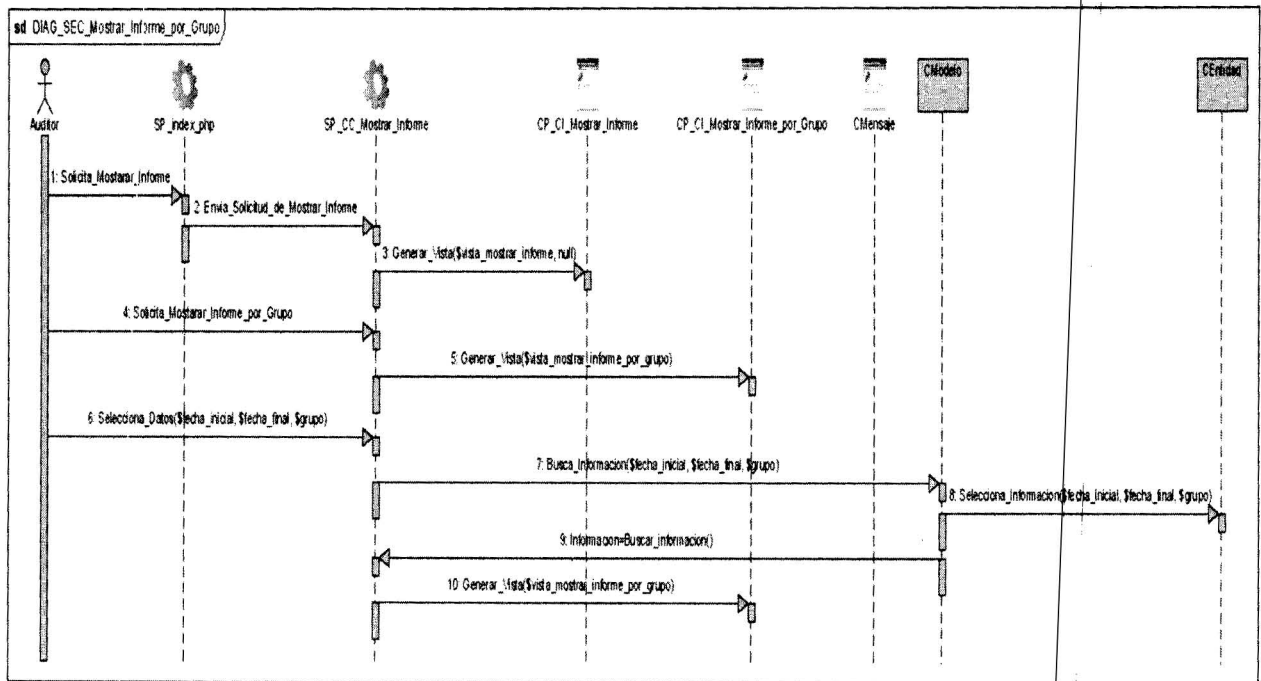 sd DIAG_SEC_Mostrar_Informe_por_Grupo
Auditor
SP_index_php
SP_CC_Mostrar_Informe
CP_CI_Mostrar_Informe
CP_CI_Mostrar_Informe_por_Grupo
CMensaje
CModelo
CEntidad
1: Solicita_Mostarar_Informe
2: Envia_Solicitud_de_Mostrar_Informe
3: Generar_Vista($vista_mostrar_informe, null)
4: Solicita_Mostarar_Informe_por_Grupo
5: Generar_Vista($vista_mostrar_informe_por_grupo)
6: Selecciona_Datos($fecha_inicial, $fecha_final, $grupo)
7: Busca_Informacion($fecha_inicial, $fecha_final, $grupo)
8: Selecciona_Informacion($fecha_inicial, $fecha_final, $grupo)
9: Informacion=Buscar_informacion()
10: Generar_Vista($vista_mostrar_informe_por_grupo)